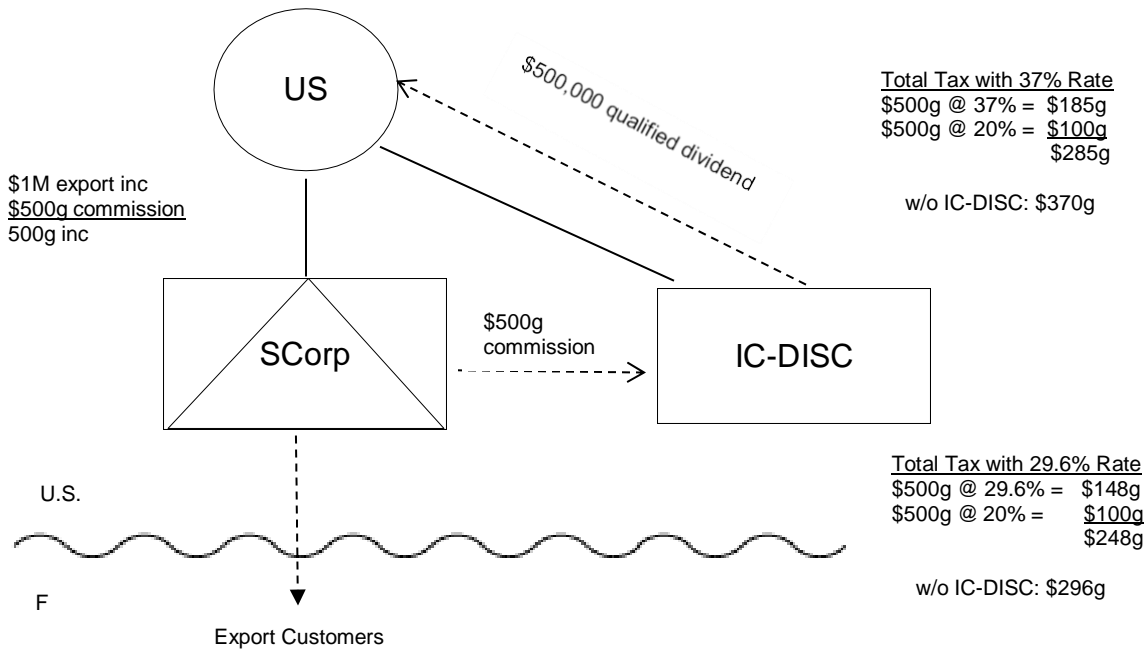 US
$500,000 qualified dividend
Total Tax with 37% Rate
$500g @ 37% = $185g
$500g @ 20% = $100g
$285g
w/o IC-DISC: $370g
$1M export inc
$500g commission
500g inc
SCorp
$500g
commission
IC-DISC
Total Tax with 29.6% Rate
$500g @ 29.6% = $148g
$500g @ 20% = $100g
$248g
w/o IC-DISC: $296g
U.S.
F
Export Customers